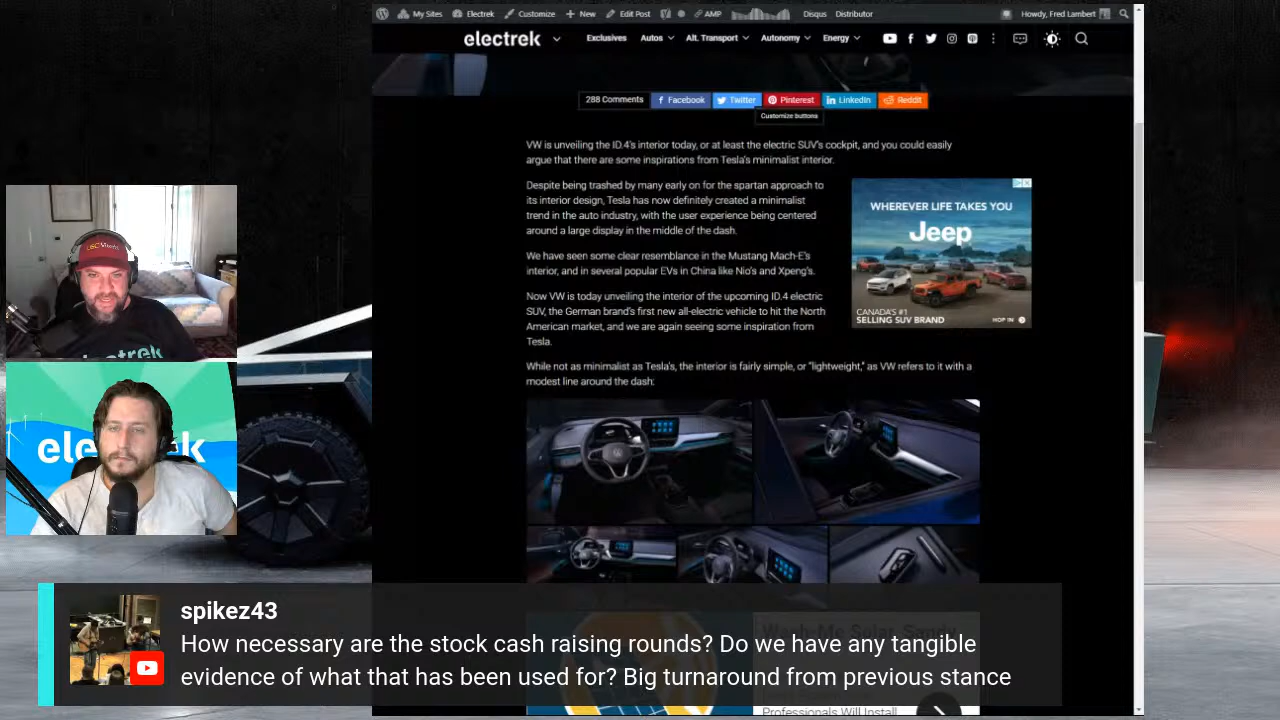 My Sites Electrek Customize + New Edit Post AMP Disqus Distributor Howdy, Fred Lambert
electrek Exclusives Autos Alt. Transport Autonomy Energy
288 Comments Facebook Twitter Pinterest LinkedIn Reddit
Customize buttons
VW is unveiling the ID.4's interior today, or at least the electric SUV's cockpit, and you could easily
argue that there are some inspirations from Tesla's minimalist interior.
Despite being trashed by many early on for the spartan approach to
its interior design, Tesla has now definitely created a minimalist
trend in the auto industry, with the user experience being centered
around a large display in the middle of the dash.
We have seen some clear resemblance in the Mustang Mach-E's
interior, and in several popular EVs in China like Nio's and Xpeng's.
Now VW is today unveiling the interior of the upcoming ID.4 electric
SUV, the German brand's first new all-electric vehicle to hit the North
American market, and we are again seeing some inspiration from
Tesla.
While not as minimalist as Tesla's, the interior is fairly simple, or "lightweight," as VW refers to it with a
modest line around the dash:
WHEREVER LIFE TAKES YOU
Jeep
CANADA'S #1
SELLING SUV BRAND
HOP IN
electrek
spikez43
How necessary are the stock cash raising rounds? Do we have any tangible
evidence of what that has been used for? Big turnaround from previous stance
Professionals Will Install